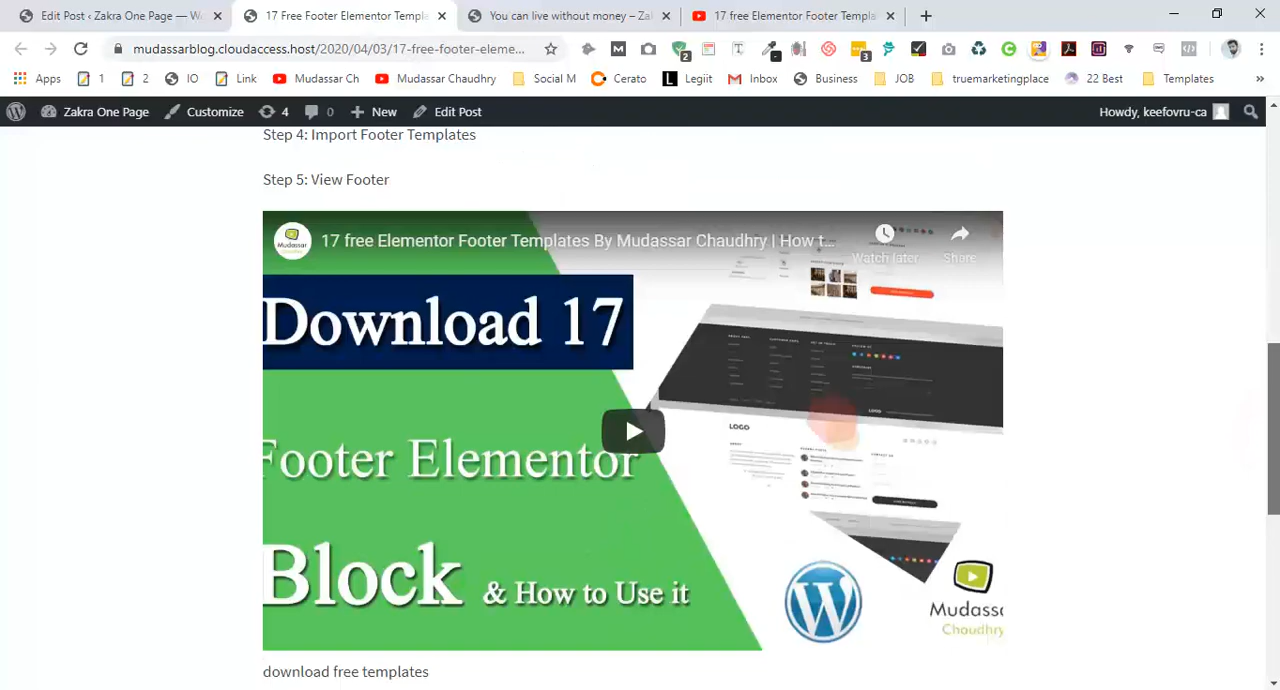 Edit Post ‹ Zakra One Page — W
17 Free Footer Elementor Templ
You can live without money – Za
17 free Elementor Footer Templa
mudassarblog.cloudaccess.host/2020/04/03/17-free-footer-eleme...
Apps
1
2
IO
Link
Mudassar Ch
Mudassar Chaudhry
Social M
Cerato
Legiit
Inbox
Business
JOB
truemarketingplace
22 Best
Templates
»
Zakra One Page
Customize
4
0
New
Edit Post
Howdy, keefovru-ca
Step 4: Import Footer Templates
Step 5: View Footer
17 free Elementor Footer Templates By Mudassar Chaudhry | How t...
Watch later
Share
Download 17
Footer Elementor
Block & How to Use it
LOGO
LOGO
Mudassa
Choudhry
download free templates